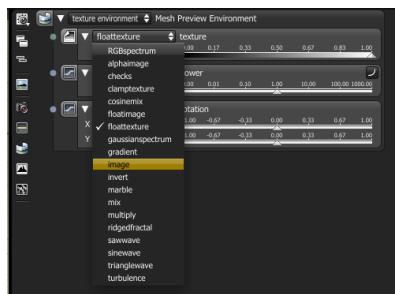 texture environment Mesh Preview Environment
floattexture texture
0.17 0.33 0.50 0.67 0.83 1.00
RGBspectrum
alphaimage
checks
clamptexture
cosinemix
floatimage
✓ floattexture
gaussianspectrum
gradient
image
invert
marble
mix
multiply
ridgedfractal
sawwave
sinewave
trianglewave
turbulence
ower
0.00 0.01 0.10 1.00 10.00 100.00 1000.00
otation
X 1.00 -0.67 -0.33 0.00 0.33 0.67 1.00
Y 1.00 -0.67 -0.33 0.00 0.33 0.67 1.00